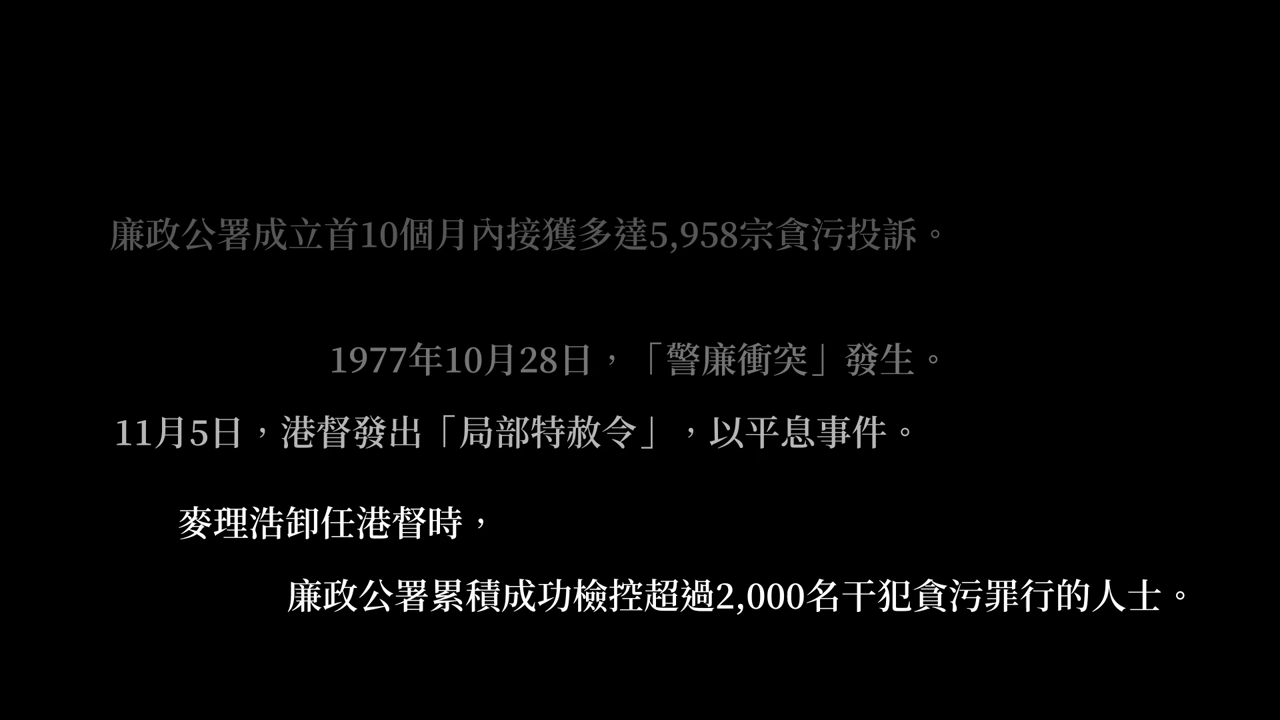 廉政公署成立首10個月內接獲多達5,958宗貪污投訴。
1977年10月28日，「警廉衝突」發生。
11月5日，港督發出「局部特赦令」，以平息事件。
麥理浩卸任港督時，
廉政公署累積成功檢控超過2,000名干犯貪污罪行的人士。